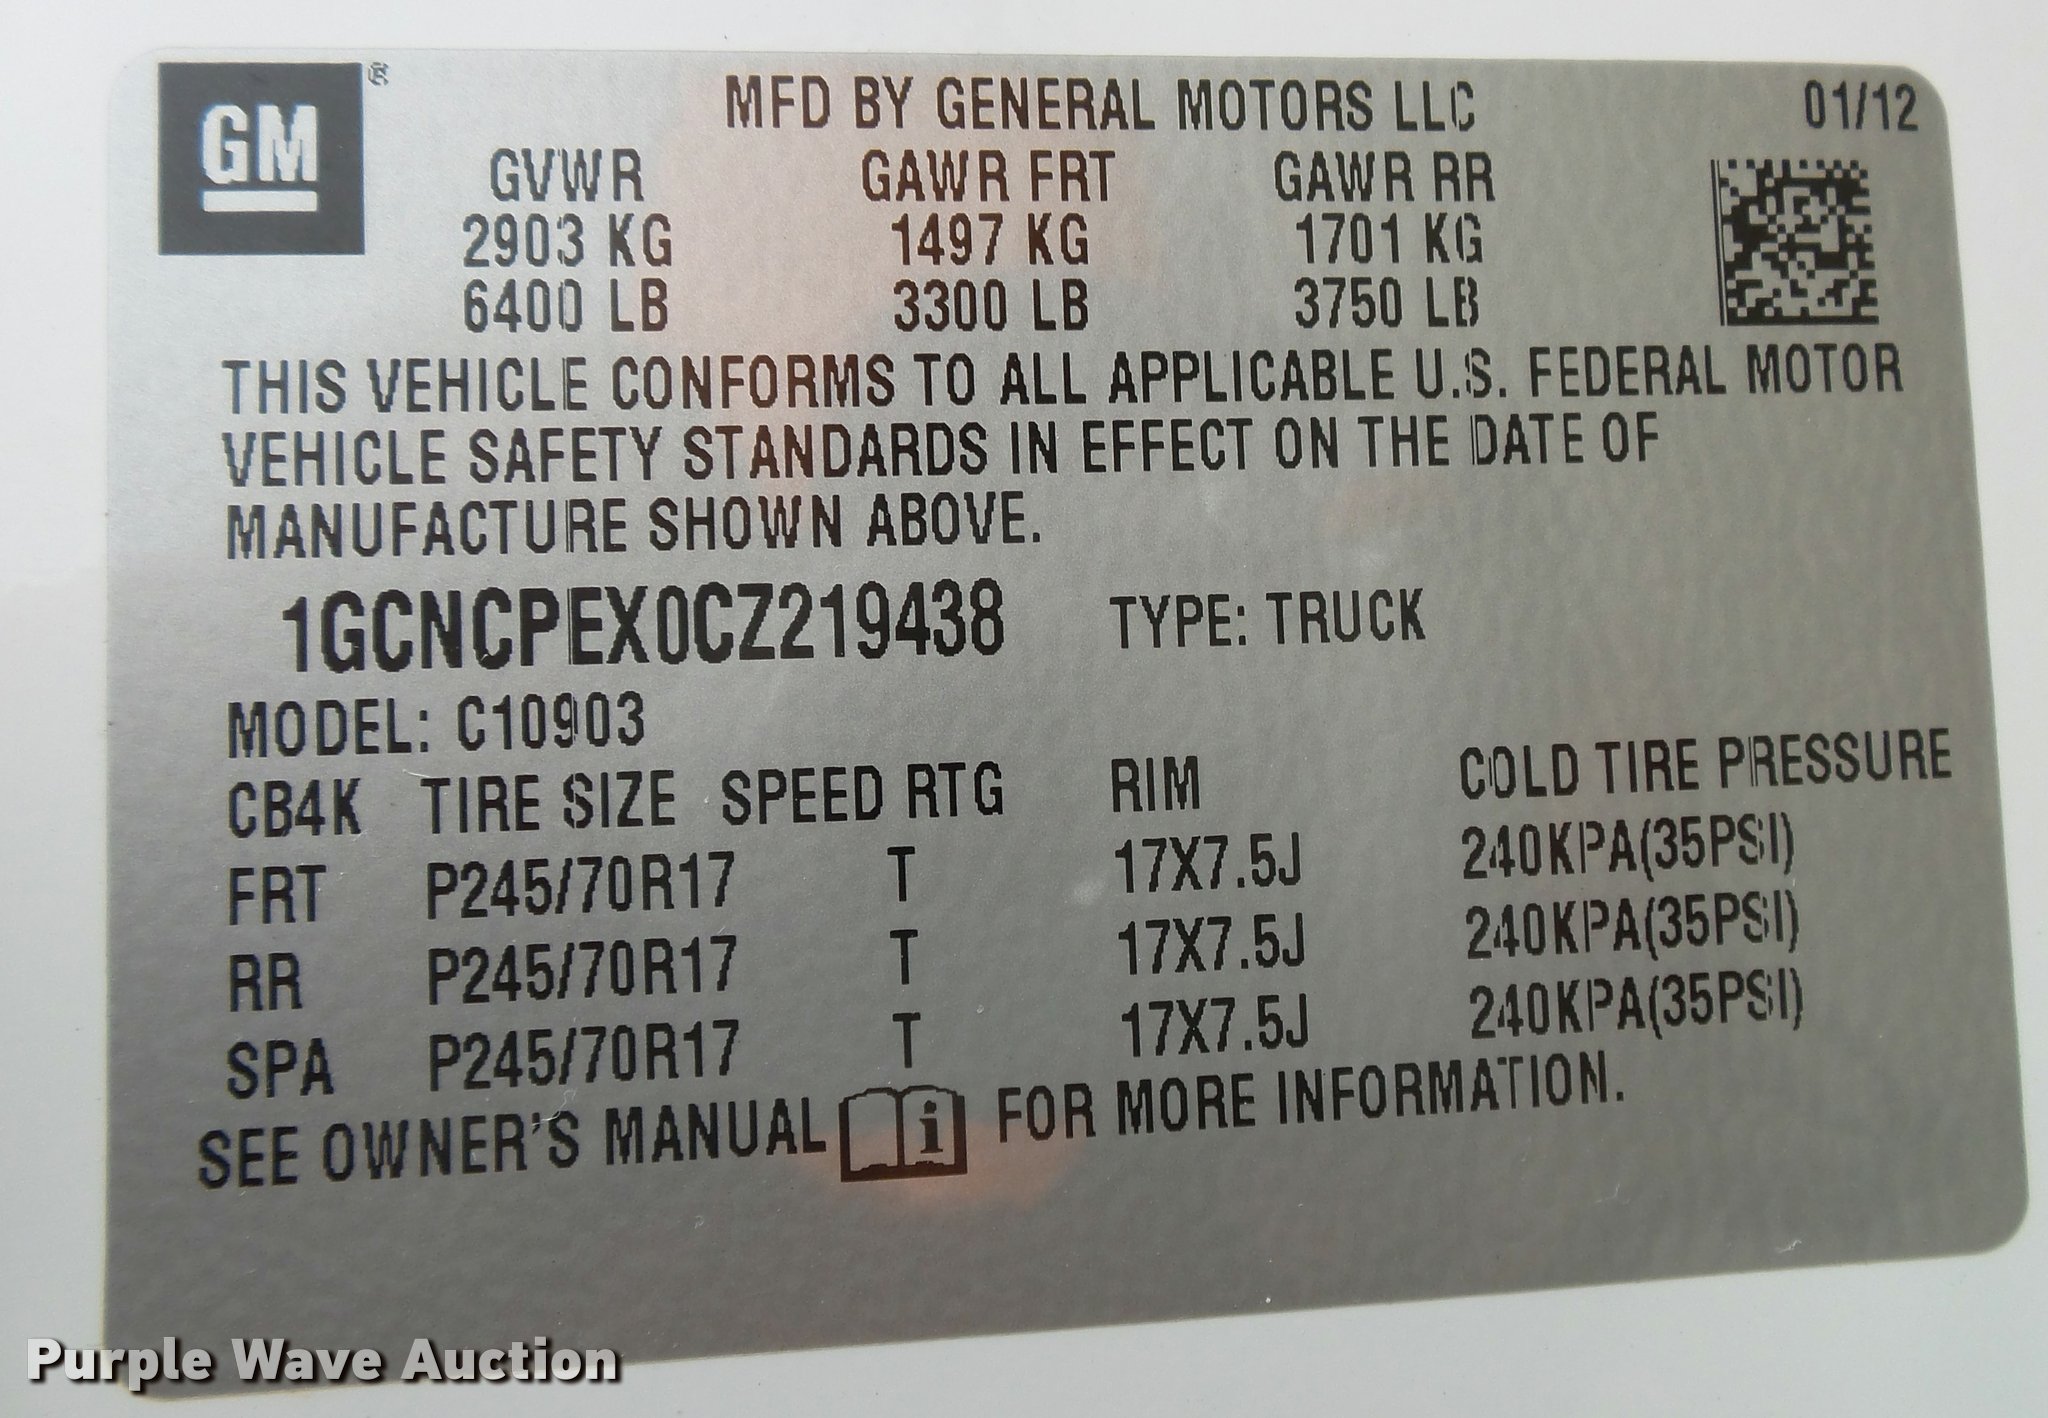 GM®
MFD BY GENERAL MOTORS LLC 01/12
GVWR GAWR FRT GAWR RR
2903 KG 1497 KG 1701 KG
6400 LB 3300 LB 3750 LB
THIS VEHICLE CONFORMS TO ALL APPLICABLE U.S. FEDERAL MOTOR
VEHICLE SAFETY STANDARDS IN EFFECT ON THE DATE OF
MANUFACTURE SHOWN ABOVE.
1GCNCPEX0CZ219438 TYPE: TRUCK
MODEL: C10903
CB4K TIRE SIZE SPEED RTG RIM COLD TIRE PRESSURE
FRT P245/70R17 T 17X7.5J 240KPA(35PSI)
RR P245/70R17 T 17X7.5J 240KPA(35PSI)
SPA P245/70R17 T 17X7.5J 240KPA(35PSI)
SEE OWNER'S MANUAL i FOR MORE INFORMATION.
Purple Wave Auction